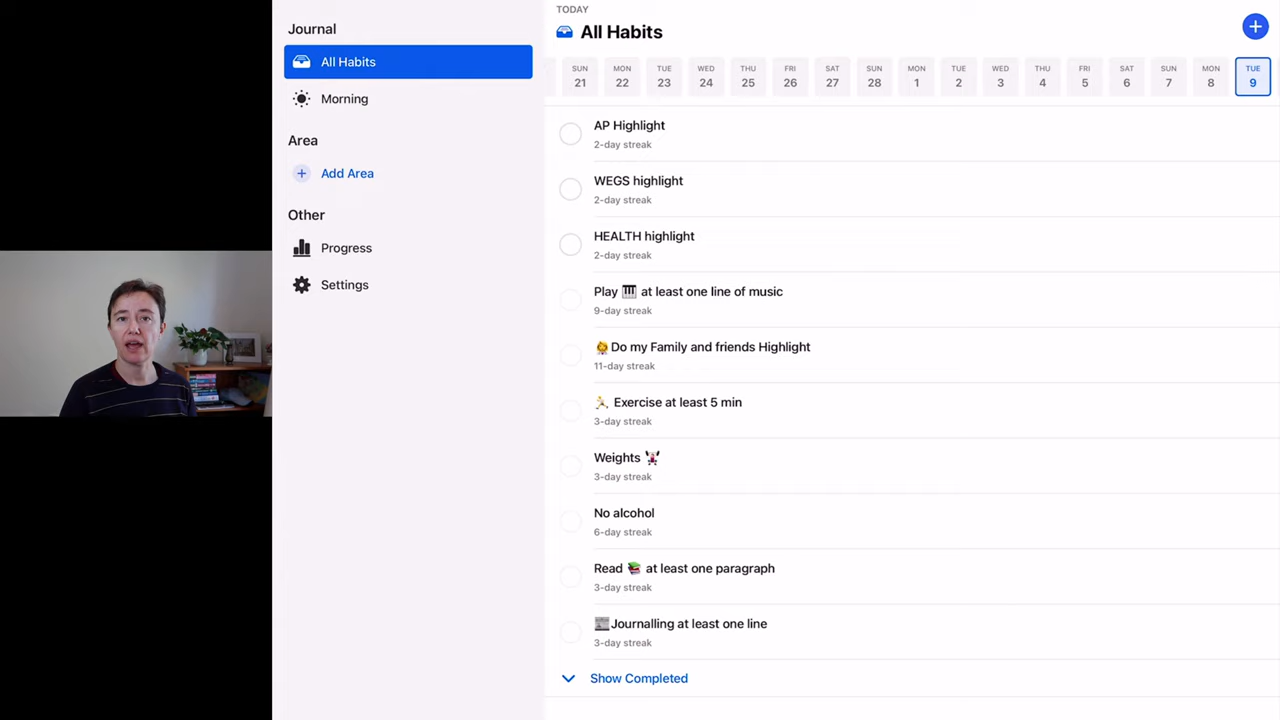 Journal
All Habits
Morning
Area
Add Area
Other
Progress
Settings
TODAY
All Habits
SUN MON TUE WED THU FRI SAT SUN MON TUE WED THU FRI SAT SUN MON TUE
21 22 23 24 25 26 27 28 1 2 3 4 5 6 7 8 9
AP Highlight
2-day streak
WEGS highlight
2-day streak
HEALTH highlight
2-day streak
Play 🎹 at least one line of music
9-day streak
Do my Family and friends Highlight
11-day streak
Exercise at least 5 min
3-day streak
Weights
3-day streak
No alcohol
6-day streak
Read 📚 at least one paragraph
3-day streak
Journalling at least one line
3-day streak
Show Completed